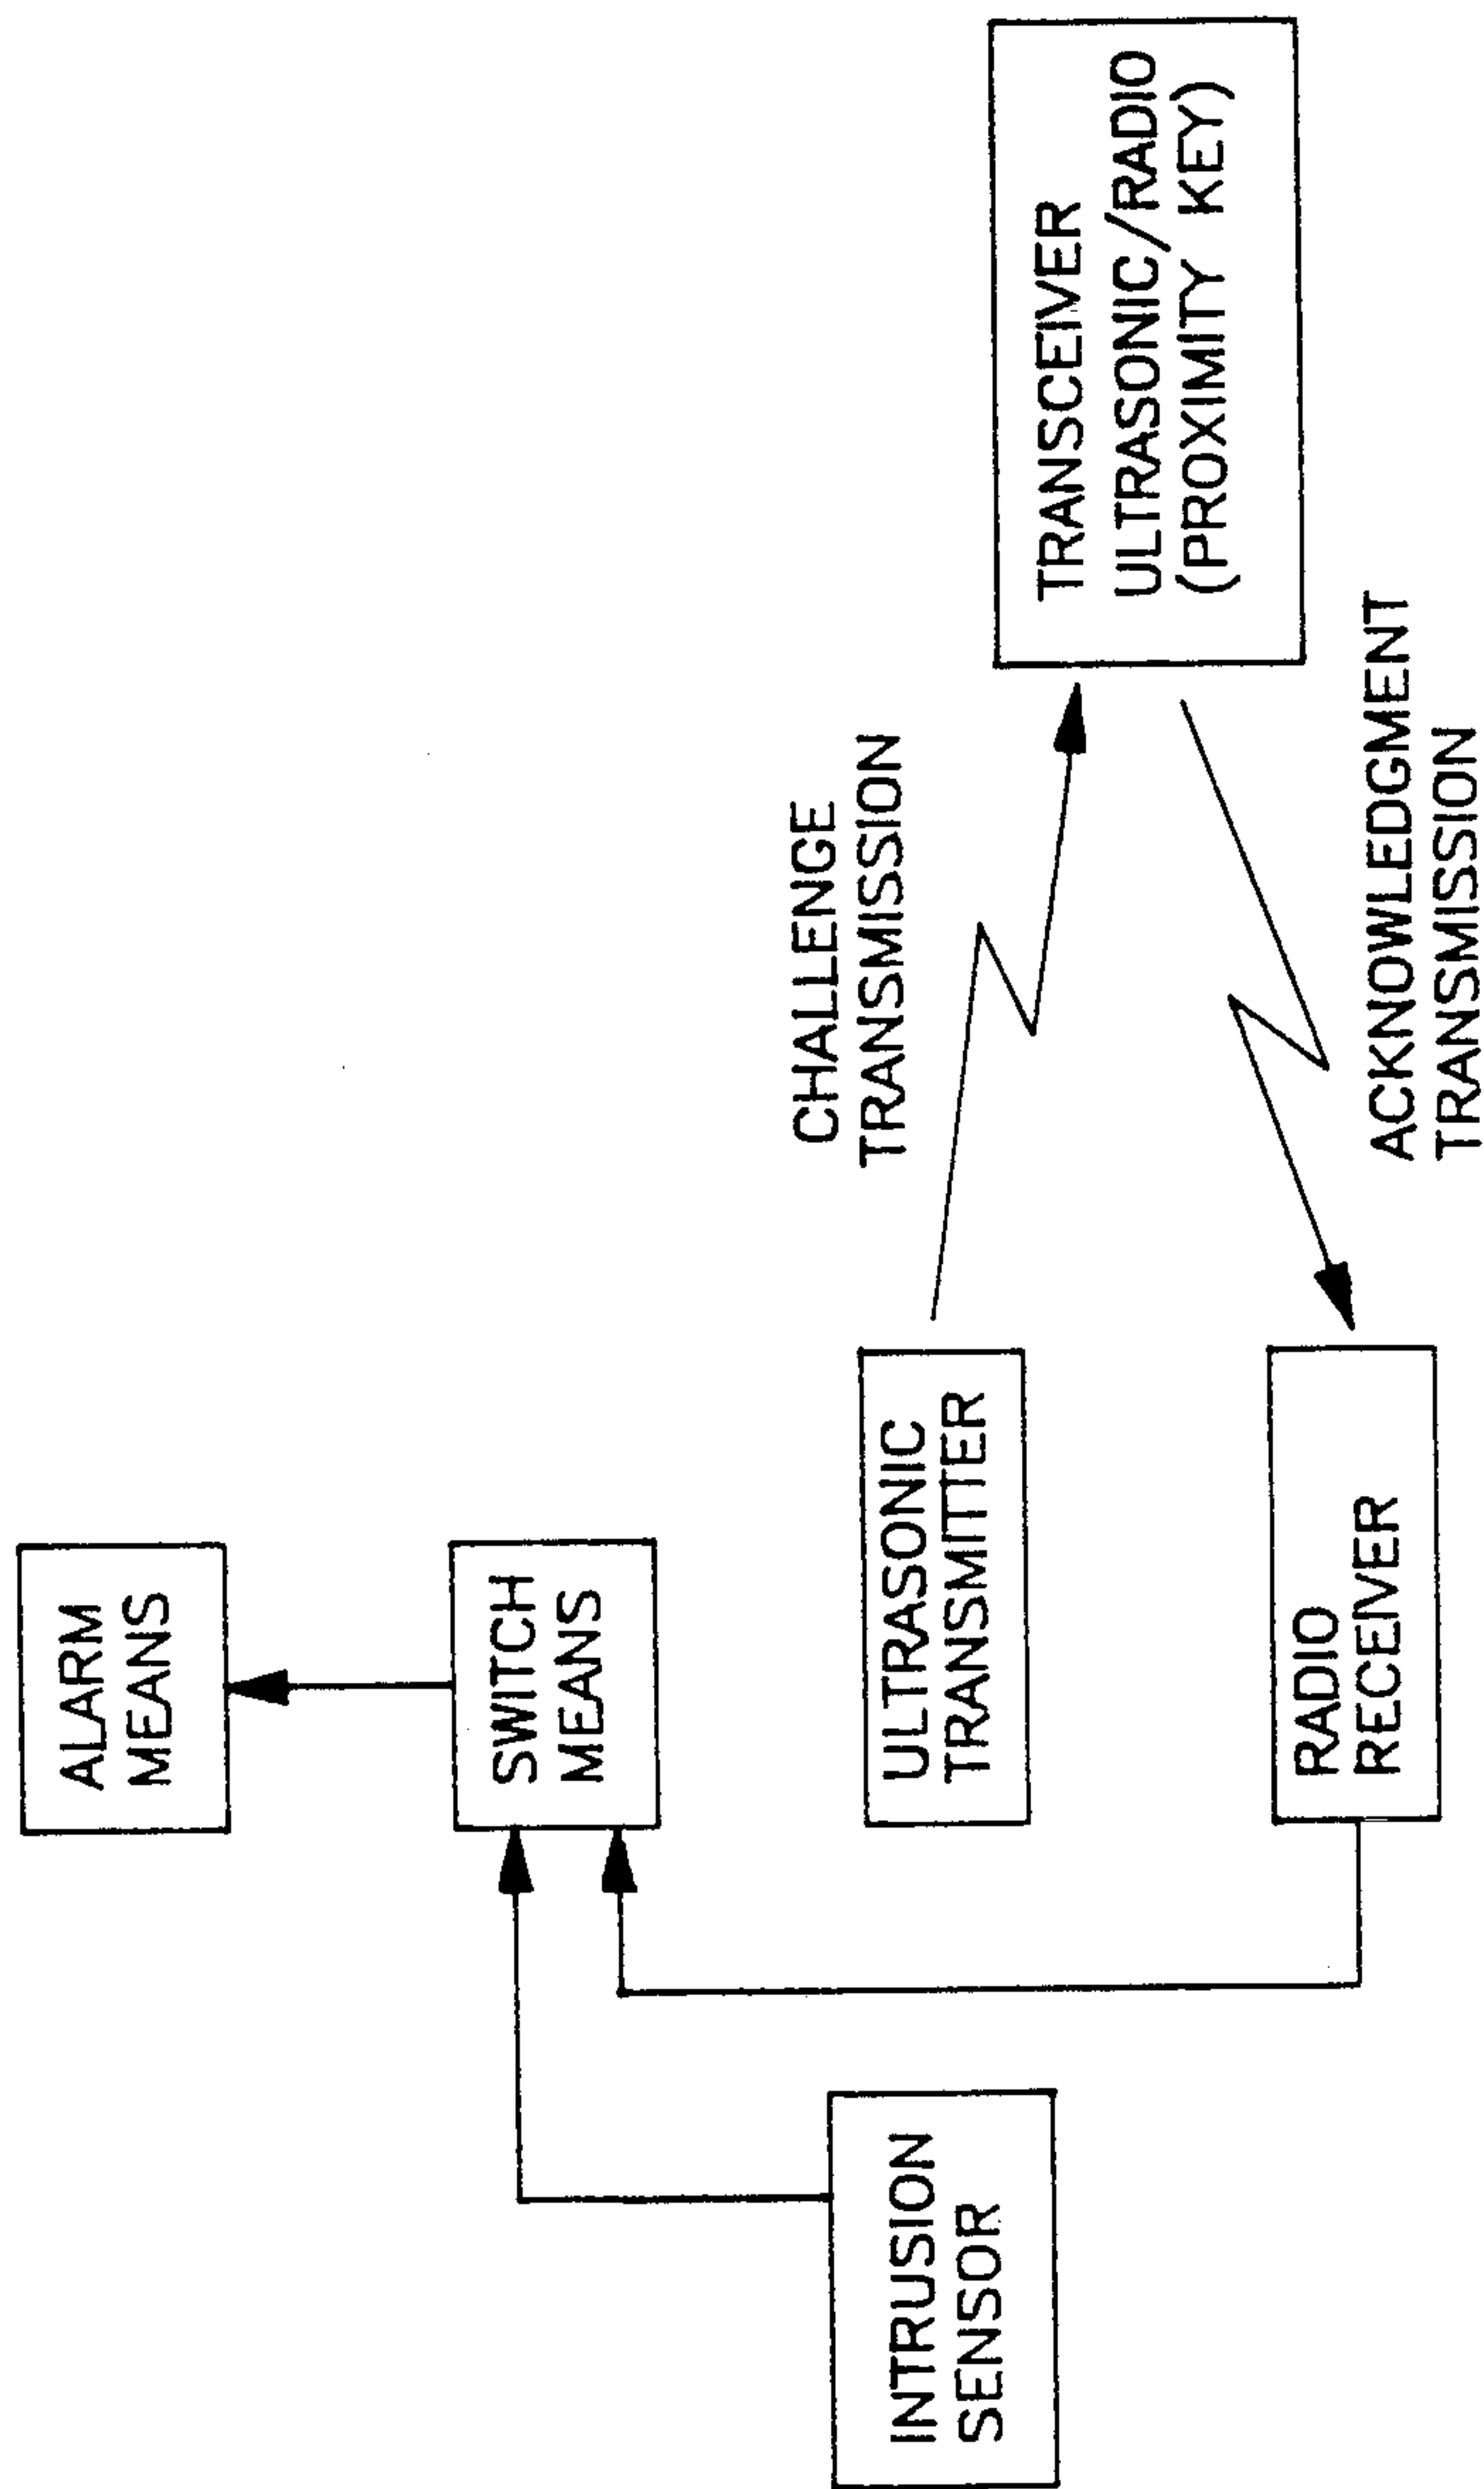 ALARM
MEANS
SWITCH
MEANS
INTRUSION
SENSOR
ULTRASONIC
TRANSMITTER
RADIO
RECEIVER
CHALLENGE
TRANSMISSION
ACKNOWLEDGMENT
TRANSMISSION
TRANSCEIVER
ULTRASONIC/RADIO
(PROXIMITY KEY)